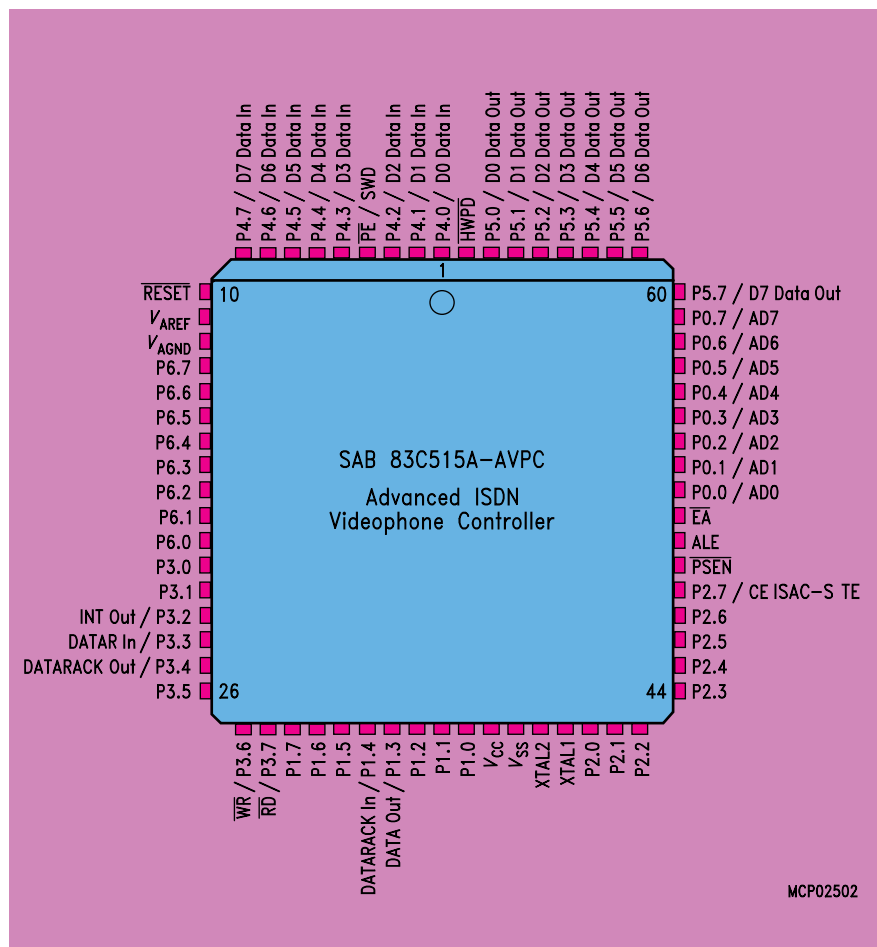 P4.7 / D7 Data In
P4.6 / D6 Data In
P4.5 / D5 Data In
P4.4 / D4 Data In
P4.3 / D3 Data In
PE / SWD
P4.2 / D2 Data In
P4.1 / D1 Data In
P4.0 / D0 Data In
HWPD
P5.0 / D0 Data Out
P5.1 / D1 Data Out
P5.2 / D2 Data Out
P5.3 / D3 Data Out
P5.4 / D4 Data Out
P5.5 / D5 Data Out
P5.6 / D6 Data Out
1
10
60
RESET
VAREF
VAGND
P6.7
P6.6
P6.5
P6.4
P6.3
P6.2
P6.1
P6.0
P3.0
P3.1
INT Out / P3.2
DATAR In / P3.3
DATARACK Out / P3.4
P3.5
SAB 83C515A-AVPC
Advanced ISDN
Videophone Controller
P5.7 / D7 Data Out
P0.7 / AD7
P0.6 / AD6
P0.5 / AD5
P0.4 / AD4
P0.3 / AD3
P0.2 / AD2
P0.1 / AD1
P0.0 / AD0
EA
ALE
PSEN
P2.7 / CE ISAC-S TE
P2.6
P2.5
P2.4
P2.3
26
44
WR / P3.6
RD / P3.7
P1.7
P1.6
P1.5
DATARACK In / P1.4
DATA Out / P1.3
P1.2
P1.1
P1.0
VCC
VSS
XTAL2
XTAL1
P2.0
P2.1
P2.2
MCP02502